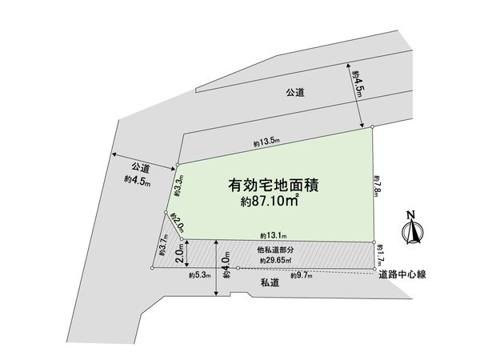 公道
約4.5m
約13.5m
公道
約4.5m
約3.3m
有効宅地面積
約87.10㎡
約7.8m
約2.0m
約3.7m
約13.1m
2.0m
他私道部分
約29.65㎡
約1.7m
N
約5.3m
約4.0m
約9.7m
道路中心線
私道